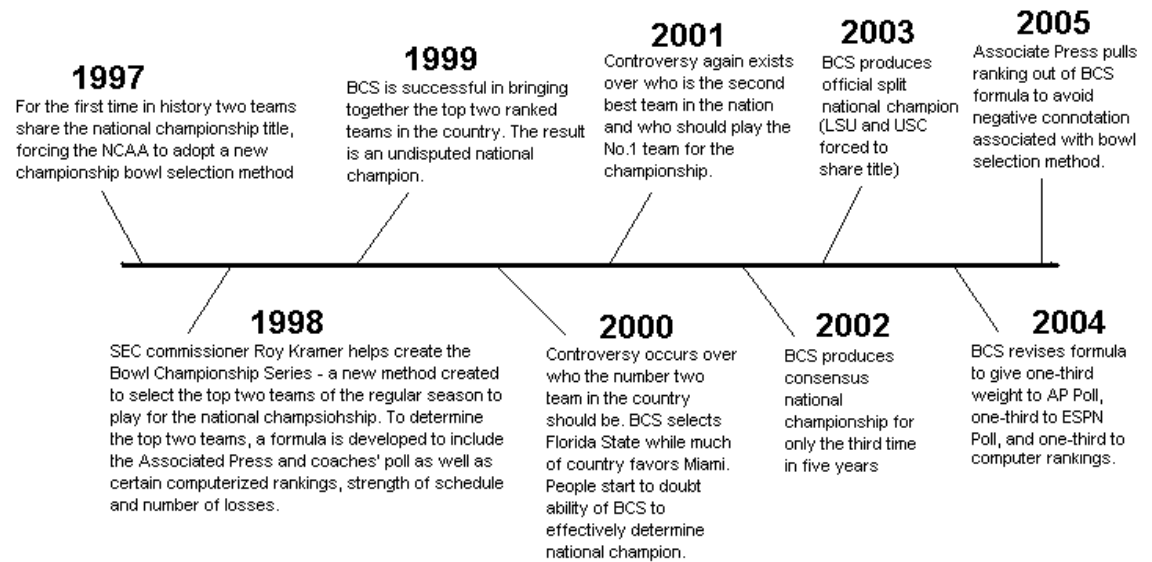 1997
For the first time in history two teams
share the national championship title,
forcing the NCAA to adopt a new
championship bowl selection method
1998
SEC commissioner Roy Kramer helps create the
Bowl Championship Series - a new method created
to select the top two teams of the regular season to
play for the national champsiohship. To determine
the top two teams, a formula is developed to include
the Associated Press and coaches' poll as well as
certain computerized rankings, strength of schedule
and number of losses.
1999
BCS is successful in bringing
together the top two ranked
teams in the country. The result
is an undisputed national
champion.
2000
Controversy occurs over
who the number two
team in the country
should be. BCS selects
Florida State while much
of country favors Miami.
People start to doubt
ability of BCS to
effectively determine
national champion.
2001
Controversy again exists
over who is the second
best team in the nation
and who should play the
No.1 team for the
championship.
2002
BCS produces
consensus
national
championship for
only the third time
in five years
2003
BCS produces
official split
national champion
(LSU and USC
forced to
share title)
2004
BCS revises formula
to give one-third
weight to AP Poll,
one-third to ESPN
Poll, and one-third to
computer rankings.
2005
Associate Press pulls
ranking out of BCS
formula to avoid
negative connotation
associated with bowl
selection method.